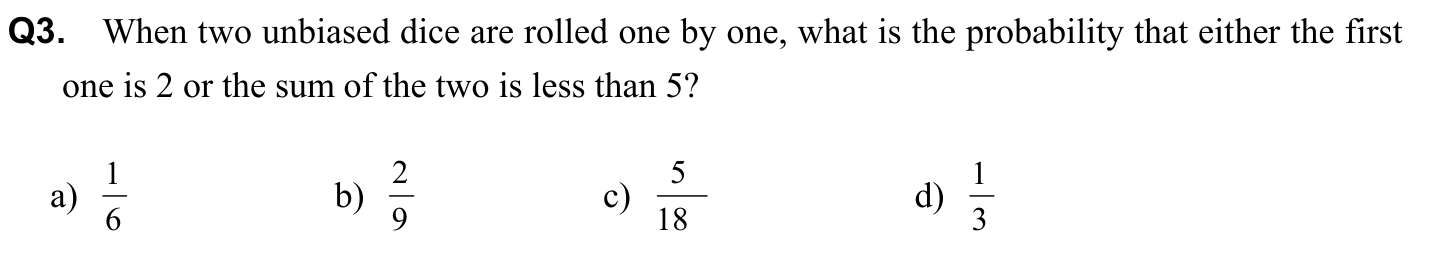 Q3. When two unbiased dice are rolled one by one, what is the probability that either the first
one is 2 or the sum of the two is less than 5?
a) 1/6 b) 2/9 c) 5/18 d) 1/3